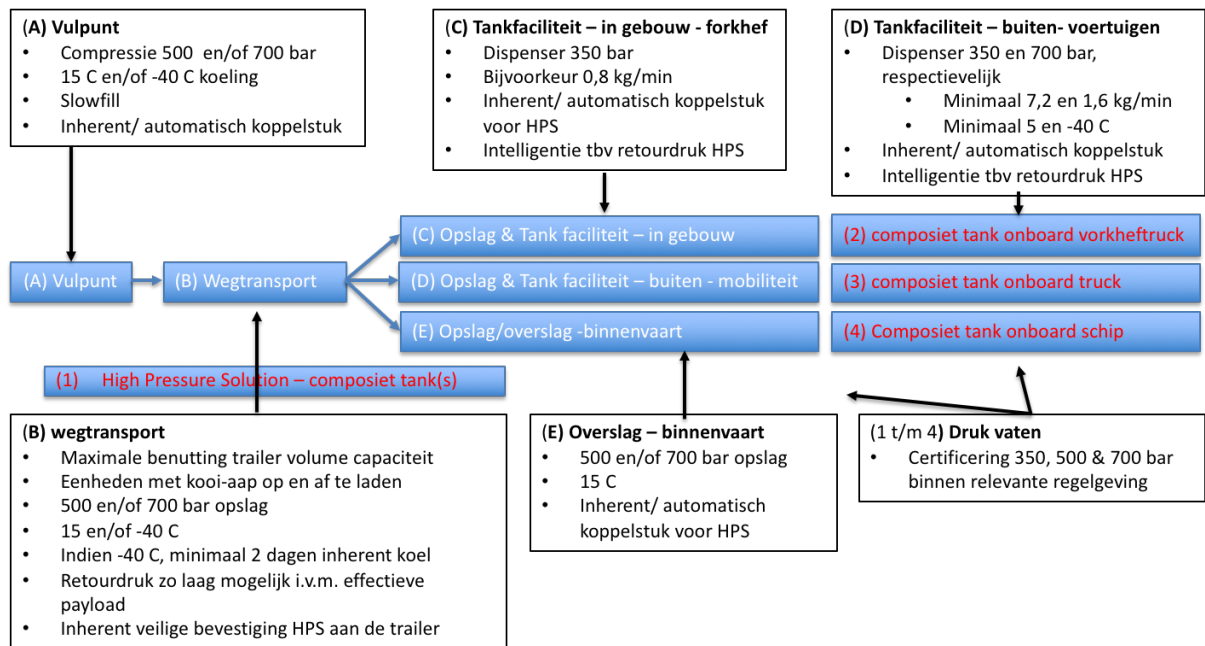 (A) Vulpunt
• Compressie 500 en/of 700 bar
• 15 C en/of -40 C koeling
• Slowfill
• Inherent/ automatisch koppelstuk
(C) Tankfaciliteit – in gebouw - forkhef
• Dispenser 350 bar
• Bijvoorkeur 0,8 kg/min
• Inherent/ automatisch koppelstuk
voor HPS
• Intelligentie tbv retourdruk HPS
(D) Tankfaciliteit – buiten- voertuigen
• Dispenser 350 en 700 bar,
respectievelijk
• Minimaal 7,2 en 1,6 kg/min
• Minimaal 5 en -40 C
• Inherent/ automatisch koppelstuk
• Intelligentie tbv retourdruk HPS
(A) Vulpunt
(B) Wegtransport
(C) Opslag & Tank faciliteit – in gebouw
(D) Opslag & Tank faciliteit – buiten - mobiliteit
(E) Opslag/overslag -binnenvaart
(2) composiet tank onboard vorkheftruck
(3) composiet tank onboard truck
(4) Composiet tank onboard schip
(1) High Pressure Solution – composiet tank(s)
(B) wegtransport
• Maximale benutting trailer volume capaciteit
• Eenheden met kooi-aap op en af te laden
• 500 en/of 700 bar opslag
• 15 en/of -40 C
• Indien -40 C, minimaal 2 dagen inherent koel
• Retourdruk zo laag mogelijk i.v.m. effectieve
payload
• Inherent veilige bevestiging HPS aan de trailer
(E) Overslag – binnenvaart
• 500 en/of 700 bar opslag
• 15 C
• Inherent/ automatisch
koppelstuk voor HPS
(1 t/m 4) Druk vaten
• Certificering 350, 500 & 700 bar
binnen relevante regelgeving